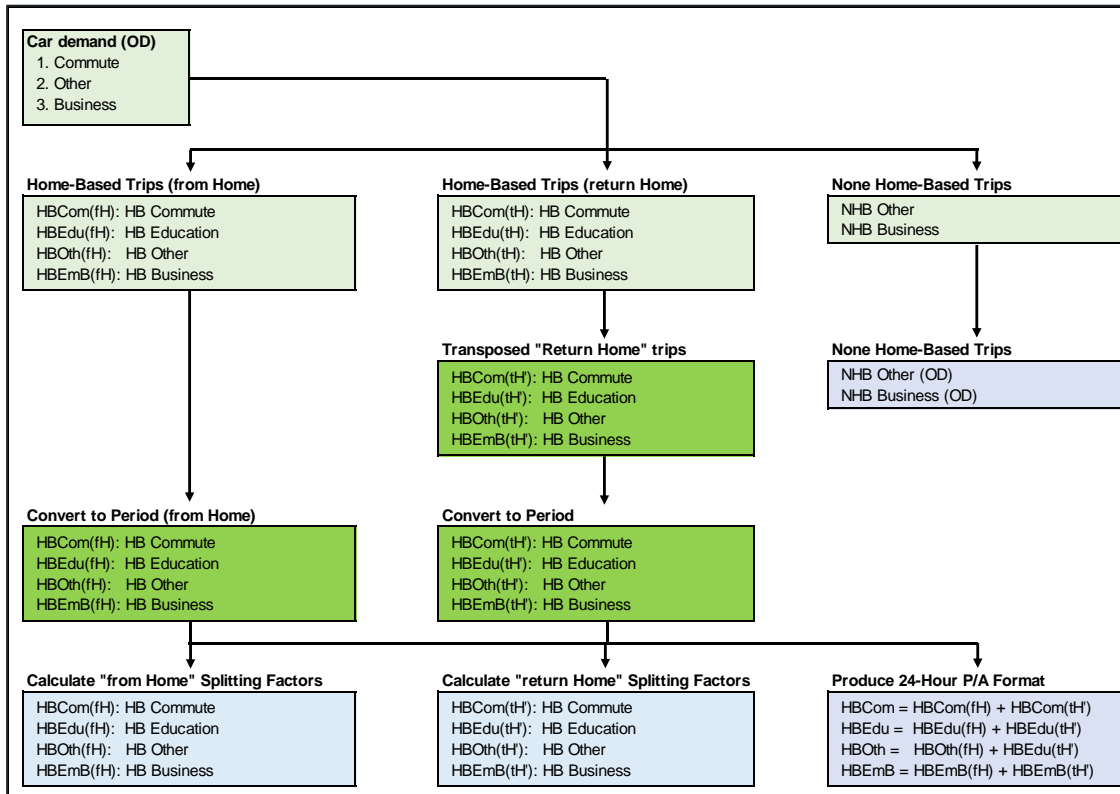 Car demand (OD)
1. Commute
2. Other
3. Business
Home-Based Trips (from Home)
HBCom(fH): HB Commute
HBEdu(fH): HB Education
HBOth(fH): HB Other
HBEmB(fH): HB Business
Home-Based Trips (return Home)
HBCom(tH): HB Commute
HBEdu(tH): HB Education
HBOth(tH): HB Other
HBEmB(tH): HB Business
None Home-Based Trips
NHB Other
NHB Business
Transposed "Return Home" trips
HBCom(tH'): HB Commute
HBEdu(tH'): HB Education
HBOth(tH'): HB Other
HBEmB(tH'): HB Business
None Home-Based Trips
NHB Other (OD)
NHB Business (OD)
Convert to Period (from Home)
HBCom(fH): HB Commute
HBEdu(fH): HB Education
HBOth(fH): HB Other
HBEmB(fH): HB Business
Convert to Period
HBCom(tH'): HB Commute
HBEdu(tH'): HB Education
HBOth(tH'): HB Other
HBEmB(tH'): HB Business
Calculate "from Home" Splitting Factors
HBCom(fH): HB Commute
HBEdu(fH): HB Education
HBOth(fH): HB Other
HBEmB(fH): HB Business
Calculate "return Home" Splitting Factors
HBCom(tH'): HB Commute
HBEdu(tH'): HB Education
HBOth(tH'): HB Other
HBEmB(tH'): HB Business
Produce 24-Hour P/A Format
HBCom = HBCom(fH) + HBCom(tH')
HBEdu = HBEdu(fH) + HBEdu(tH')
HBOth = HBOth(fH) + HBEdu(tH')
HBEmB = HBEmB(fH) + HBEmB(tH')